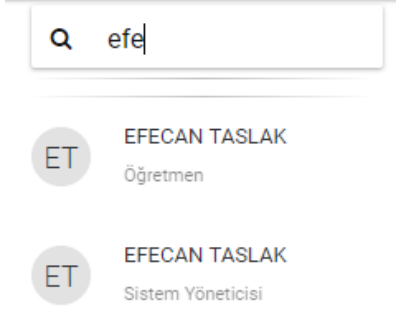 efe
EFECAN TASLAK
ET
Öğretmen
EFECAN TASLAK
ET
Sistem Yöneticisi